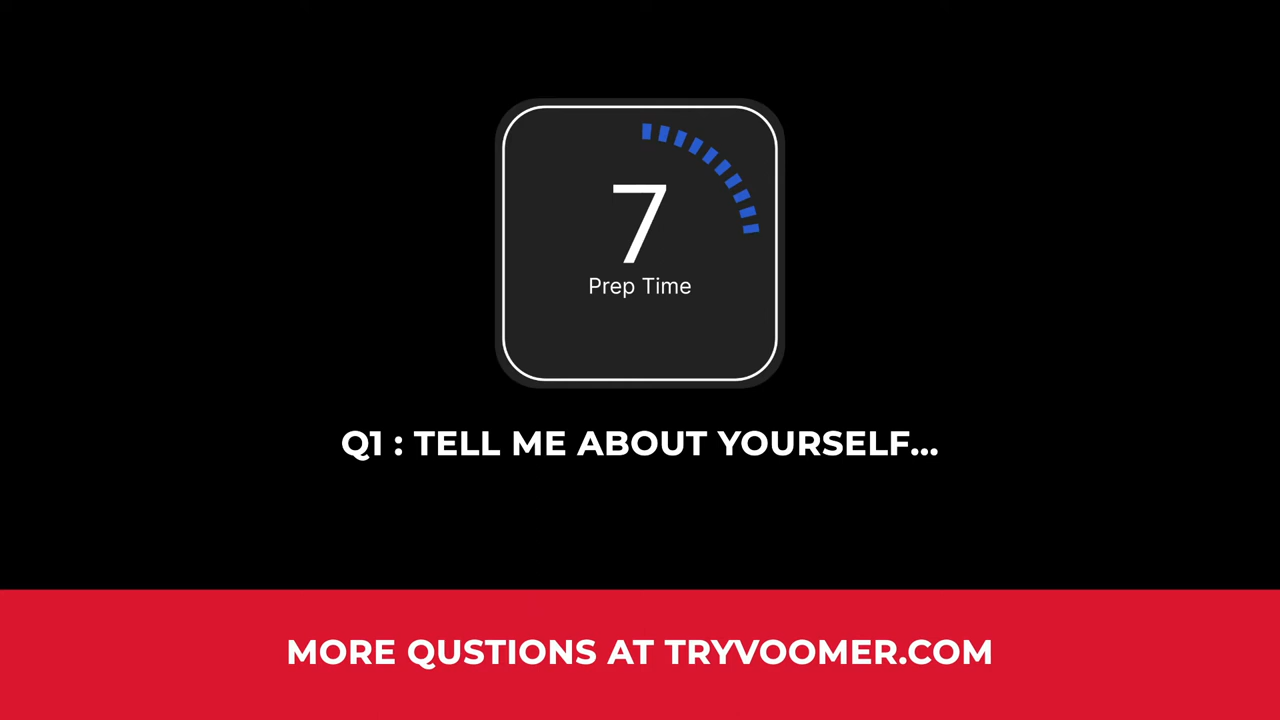 7
Prep Time
Q1 : TELL ME ABOUT YOURSELF...
MORE QUSTIONS AT TRYVOOMER.COM